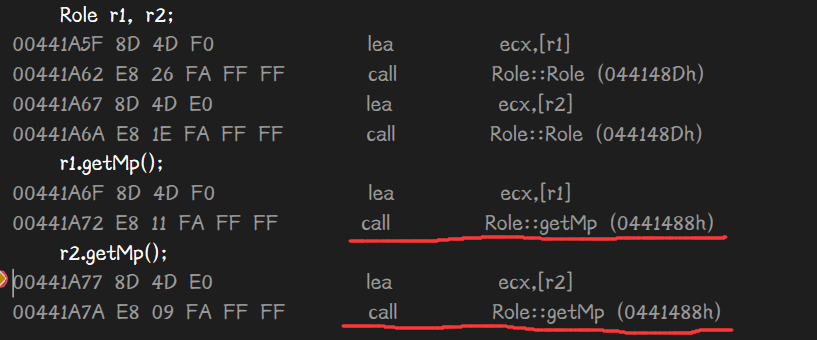 Role r1, r2;
00441A5F 8D 4D F0 lea ecx,[r1]
00441A62 E8 26 FA FF FF call Role::Role (044148Dh)
00441A67 8D 4D E0 lea ecx,[r2]
00441A6A E8 1E FA FF FF call Role::Role (044148Dh)
r1.getMp();
00441A6F 8D 4D F0 lea ecx,[r1]
00441A72 E8 11 FA FF FF call Role::getMp (0441488h)
r2.getMp();
00441A77 8D 4D E0 lea ecx,[r2]
00441A7A E8 09 FA FF FF call Role::getMp (0441488h)